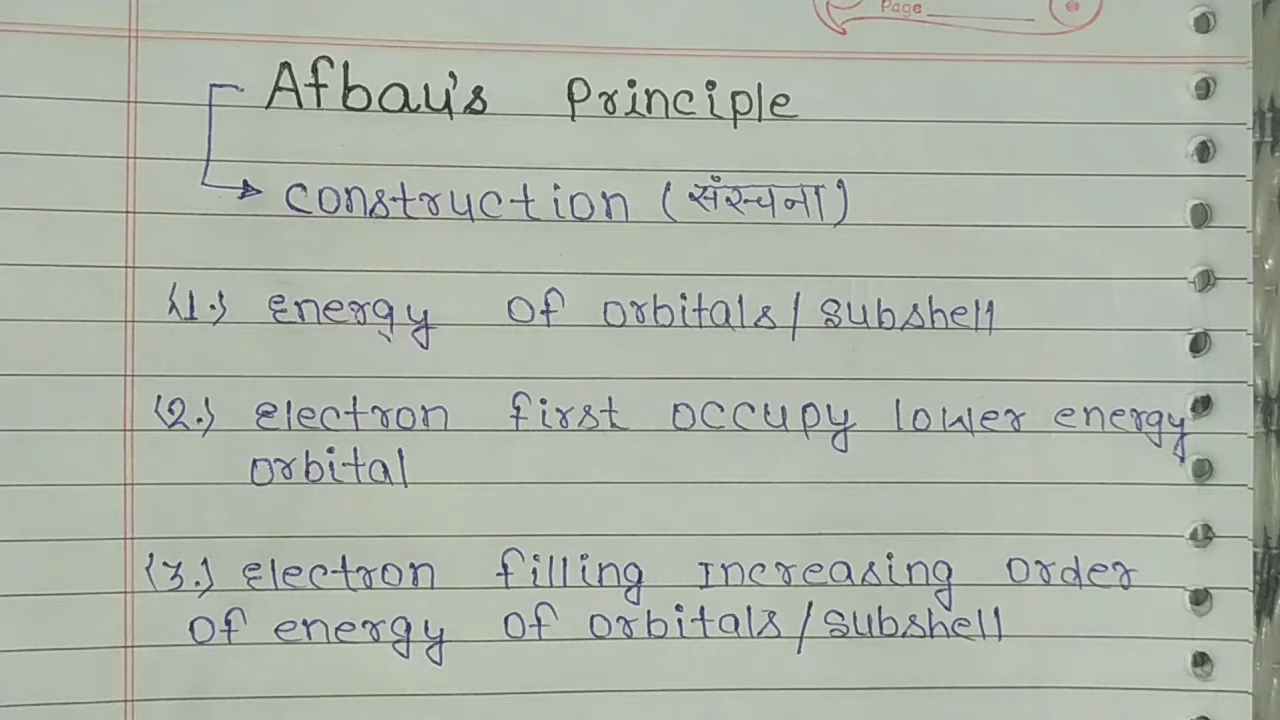 Page
Afbau's Principle
construction (संरचना)
(1.) energy of orbitals/subshell
(2.) electron first occupy lower energy
orbital
(3.) electron filling increasing order
of energy of orbitals/subshell